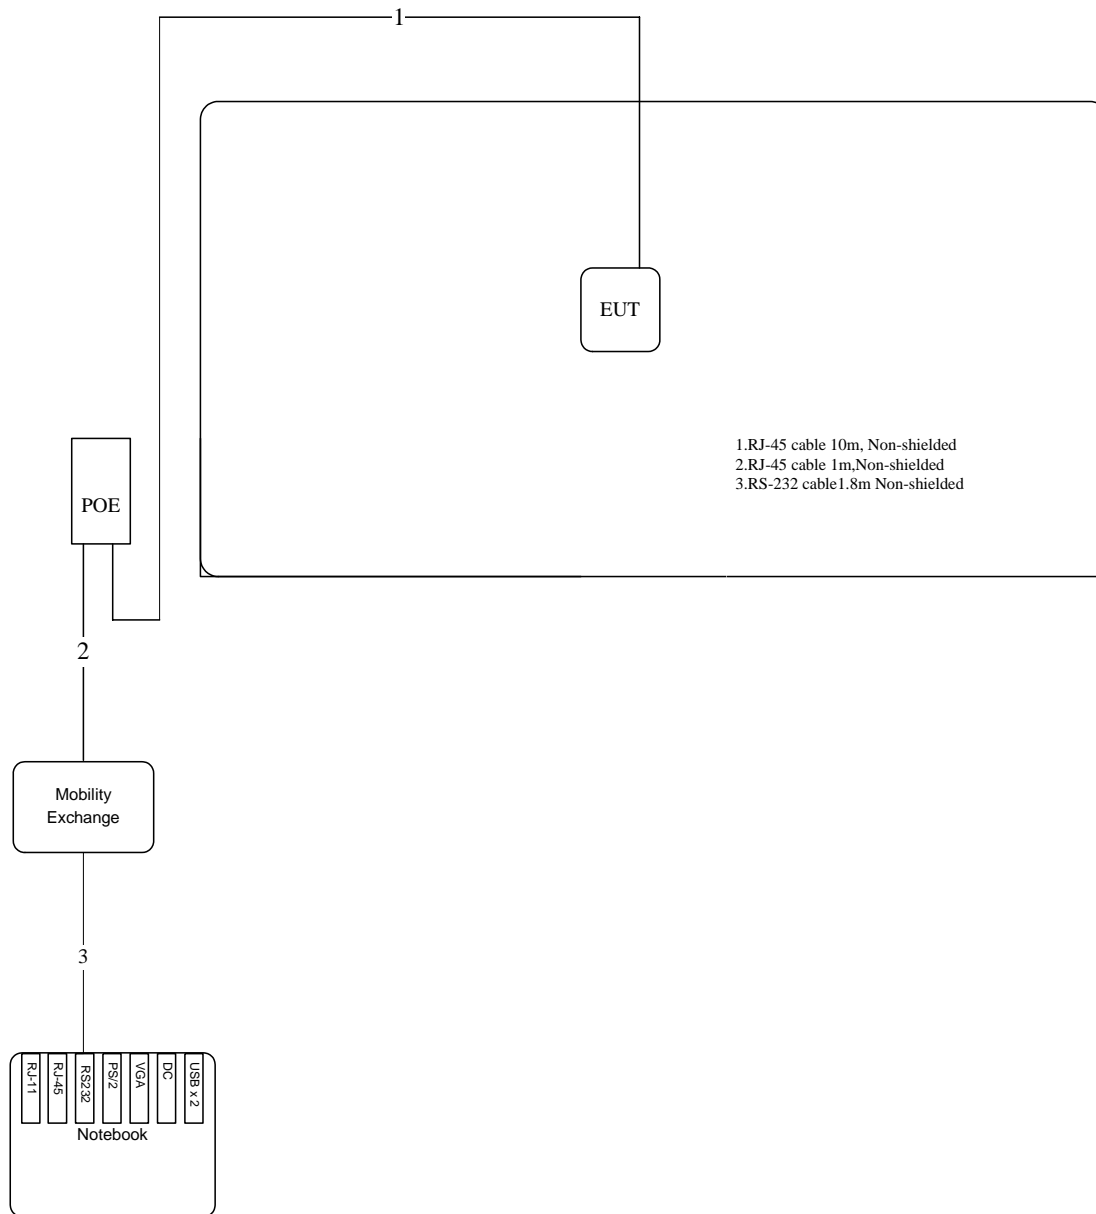 1
EUT
1.RJ-45 cable 10m, Non-shielded
2.RJ-45 cable 1m,Non-shielded
3.RS-232 cable1.8m Non-shielded
POE
2
Mobility
Exchange
3
RJ-11
RJ-45
RS232
PS/2
VGA
DC
USB x 2
Notebook